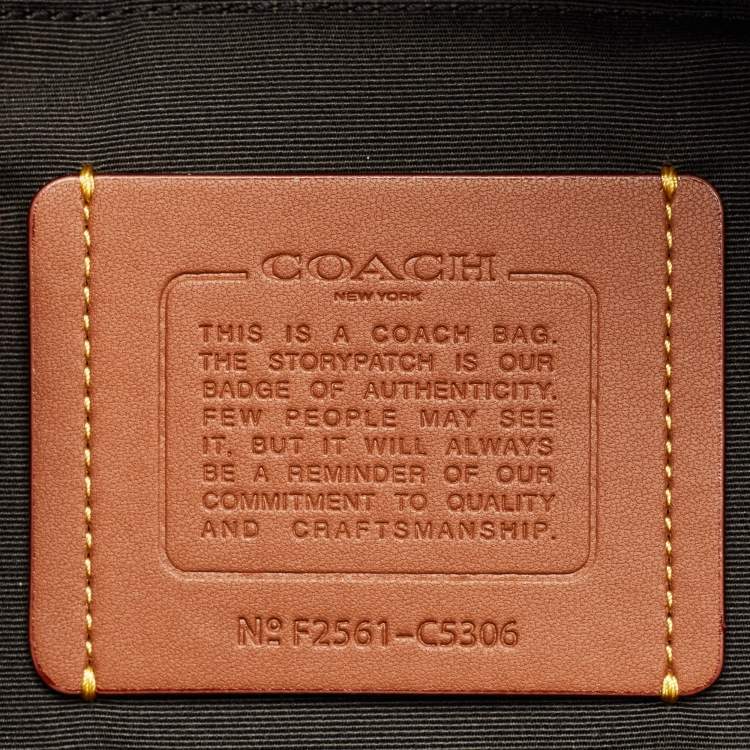 COACH
NEW YORK
THIS IS A COACH BAG.
THE STORYPATCH IS OUR
BADGE OF AUTHENTICITY.
FEW PEOPLE MAY SEE
IT, BUT IT WILL ALWAYS
BE A REMINDER OF OUR
COMMITMENT TO QUALITY
AND CRAFTSMANSHIP.
Nº F2561-C5306